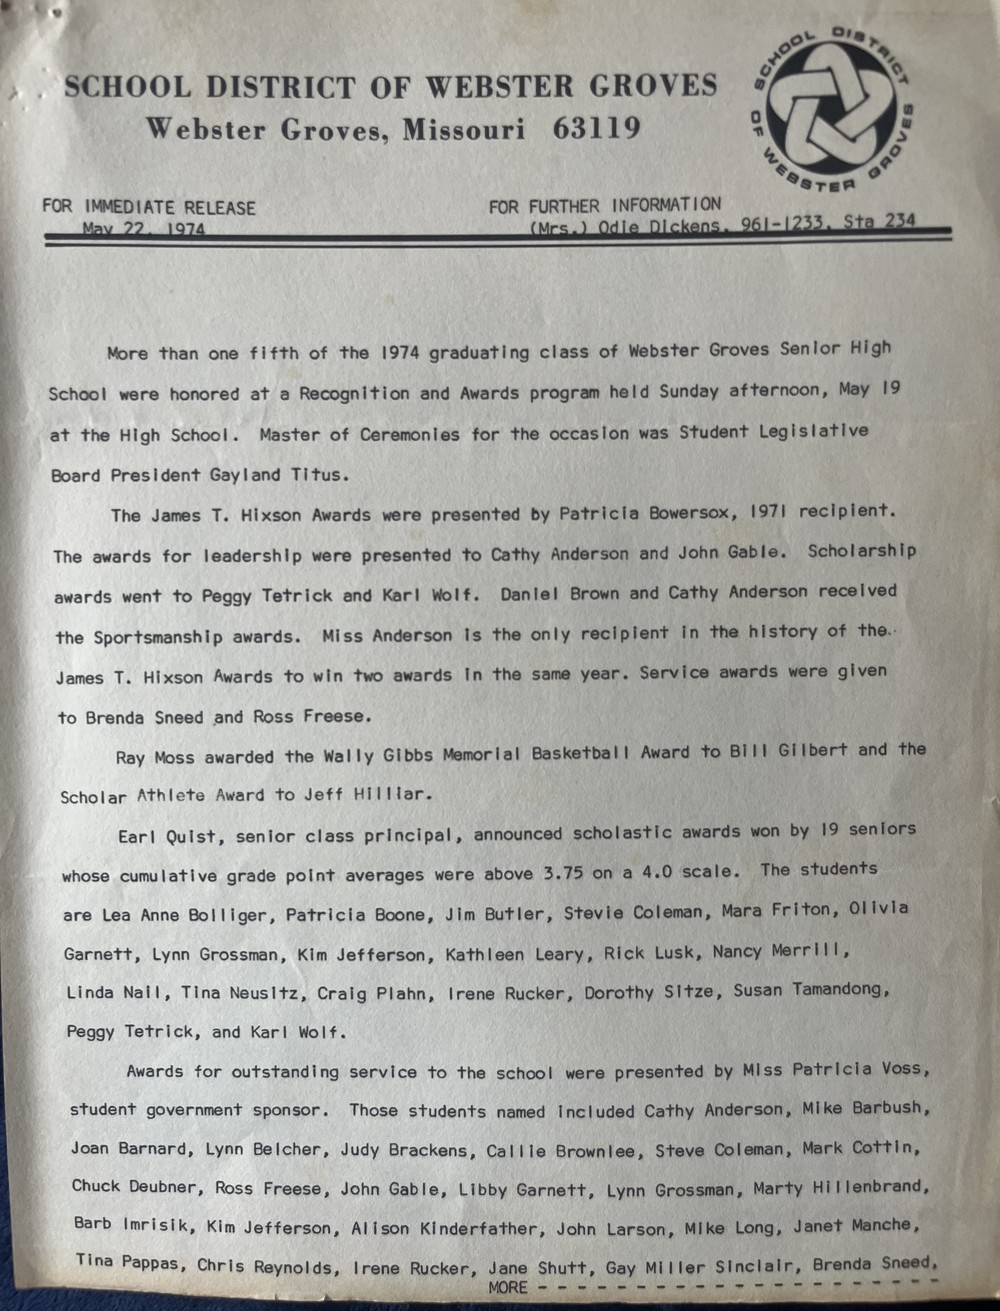 SCHOOL DISTRICT OF WEBSTER GROVES
Webster Groves, Missouri 63119
SCHOOL DISTRICT OF WEBSTER GROVES
FOR IMMEDIATE RELEASE
May 22, 1974
FOR FURTHER INFORMATION
(Mrs.) Odie Dickens, 961-1233, Sta 234
More than one fifth of the 1974 graduating class of Webster Groves Senior High
School were honored at a Recognition and Awards program held Sunday afternoon, May 19
at the High School. Master of Ceremonies for the occasion was Student Legislative
Board President Gayland Titus.
The James T. Hixson Awards were presented by Patricia Bowersox, 1971 recipient.
The awards for leadership were presented to Cathy Anderson and John Gable. Scholarship
awards went to Peggy Tetrick and Karl Wolf. Daniel Brown and Cathy Anderson received
the Sportsmanship awards. Miss Anderson is the only recipient in the history of the
James T. Hixson Awards to win two awards in the same year. Service awards were given
to Brenda Sneed and Ross Freese.
Ray Moss awarded the Wally Gibbs Memorial Basketball Award to Bill Gilbert and the
Scholar Athlete Award to Jeff Hilliar.
Earl Quist, senior class principal, announced scholastic awards won by 19 seniors
whose cumulative grade point averages were above 3.75 on a 4.0 scale. The students
are Lea Anne Bolliger, Patricia Boone, Jim Butler, Stevie Coleman, Mara Friton, Olivia
Garnett, Lynn Grossman, Kim Jefferson, Kathleen Leary, Rick Lusk, Nancy Merrill,
Linda Nail, Tina Neusitz, Craig Plahn, Irene Rucker, Dorothy Sitze, Susan Tamandong,
Peggy Tetrick, and Karl Wolf.
Awards for outstanding service to the school were presented by Miss Patricia Voss,
student government sponsor. Those students named included Cathy Anderson, Mike Barbush,
Joan Barnard, Lynn Belcher, Judy Brackens, Callie Brownlee, Steve Coleman, Mark Cottin,
Chuck Deubner, Ross Freese, John Gable, Libby Garnett, Lynn Grossman, Marty Hillenbrand,
Barb Imrisik, Kim Jefferson, Alison Kinderfather, John Larson, Mike Long, Janet Manche,
Tina Pappas, Chris Reynolds, Irene Rucker, Jane Shutt, Gay Miller Sinclair, Brenda Sneed,
MORE - - - - - - - - - - - - - - - - - - - - -